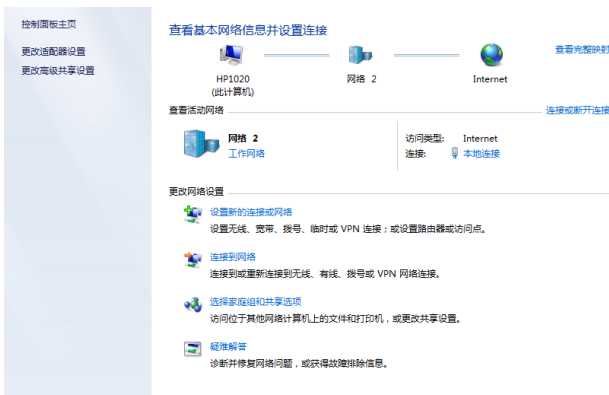 控制面板主页
更改适配器设置
更改高级共享设置
查看基本网络信息并设置连接
查看完整映射
HP1020
(此计算机)
网络 2
Internet
查看活动网络
连接或断开连接
网络 2
工作网络
访问类型: Internet
连接: 本地连接
更改网络设置
设置新的连接或网络
设置无线、宽带、拨号、临时或 VPN 连接；或设置路由器或访问点。
连接到网络
连接到或重新连接到无线、有线、拨号或 VPN 网络连接。
选择家庭组和共享选项
访问位于其他网络计算机上的文件和打印机，或更改共享设置。
疑难解答
诊断并修复网络问题，或获得故障排除信息。